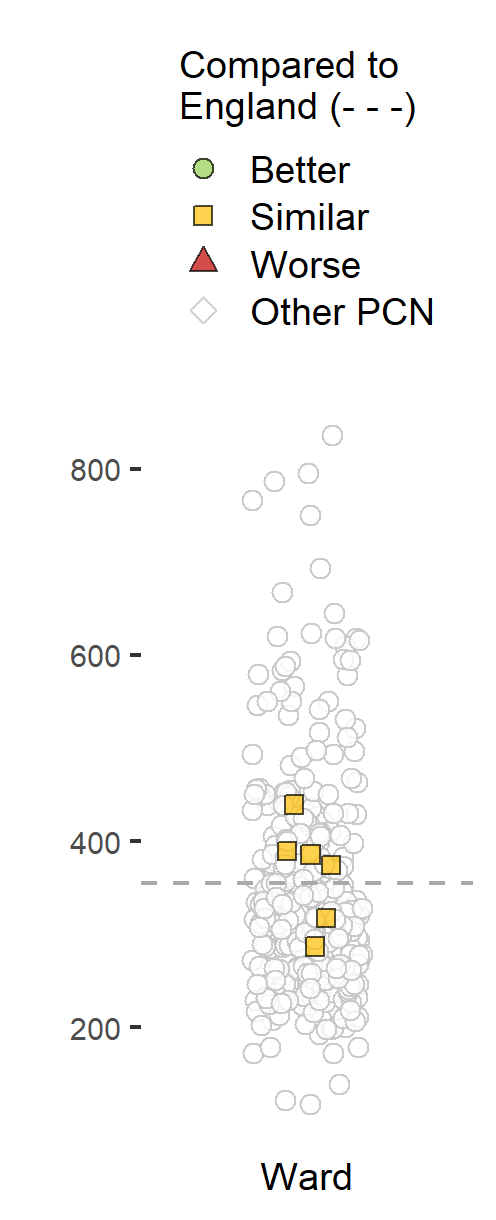 Compared to
England (- - -)
Better
Similar
Worse
Other PCN
800
600
400
200
Ward